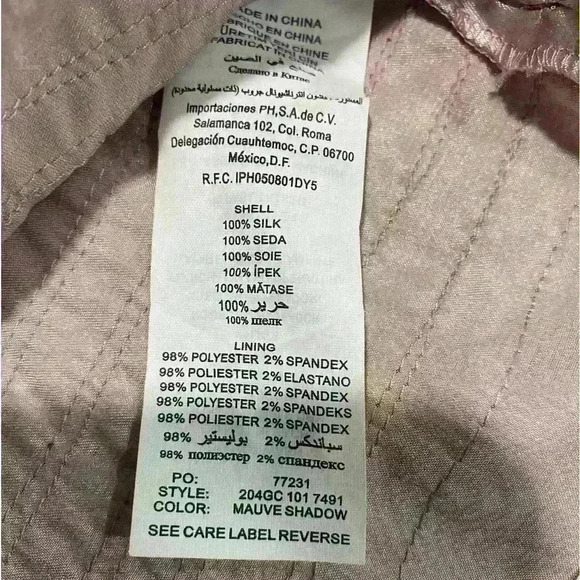 MADE IN CHINA
EN CHINA
EN CHINE
صنع في الصين
Сделано в Китае
Importaciones PH,S.A.de C.V.
Salamanca 102, Col. Roma
Delegación Cuauhtemoc, C.P. 06700
México,D.F.
R.F.C. IPH050801DY5
SHELL
100% SILK
100% SEDA
100% SOIE
100% İPEK
100% MĂTASE
100% حرير
100% шелк
LINING
98% POLYESTER 2% SPANDEX
98% POLIESTER 2% ELASTANO
98% POLYESTER 2% SPANDEX
98% POLYESTER 2% SPANDEKS
98% POLIESTER 2% SPANDEX
98% بوليستير 2% سباندكس
98% полиэстер 2% спандекс
PO: 77231
STYLE: 204GC 101 7491
COLOR: MAUVE SHADOW
SEE CARE LABEL REVERSE